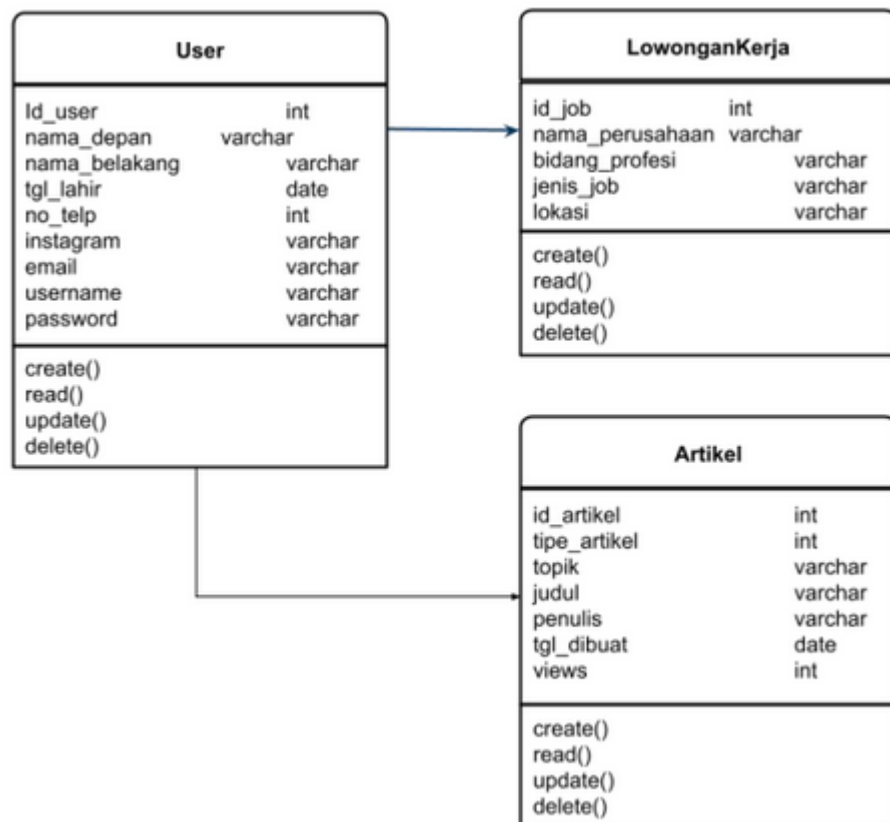 User
Id_user int
nama_depan varchar
nama_belakang varchar
tgl_lahir date
no_telp int
instagram varchar
email varchar
username varchar
password varchar
create()
read()
update()
delete()
LowonganKerja
id_job int
nama_perusahaan varchar
bidang_profesi varchar
jenis_job varchar
lokasi varchar
create()
read()
update()
delete()
Artikel
id_artikel int
tipe_artikel int
topik varchar
judul varchar
penulis varchar
tgl_dibuat date
views int
create()
read()
update()
delete()